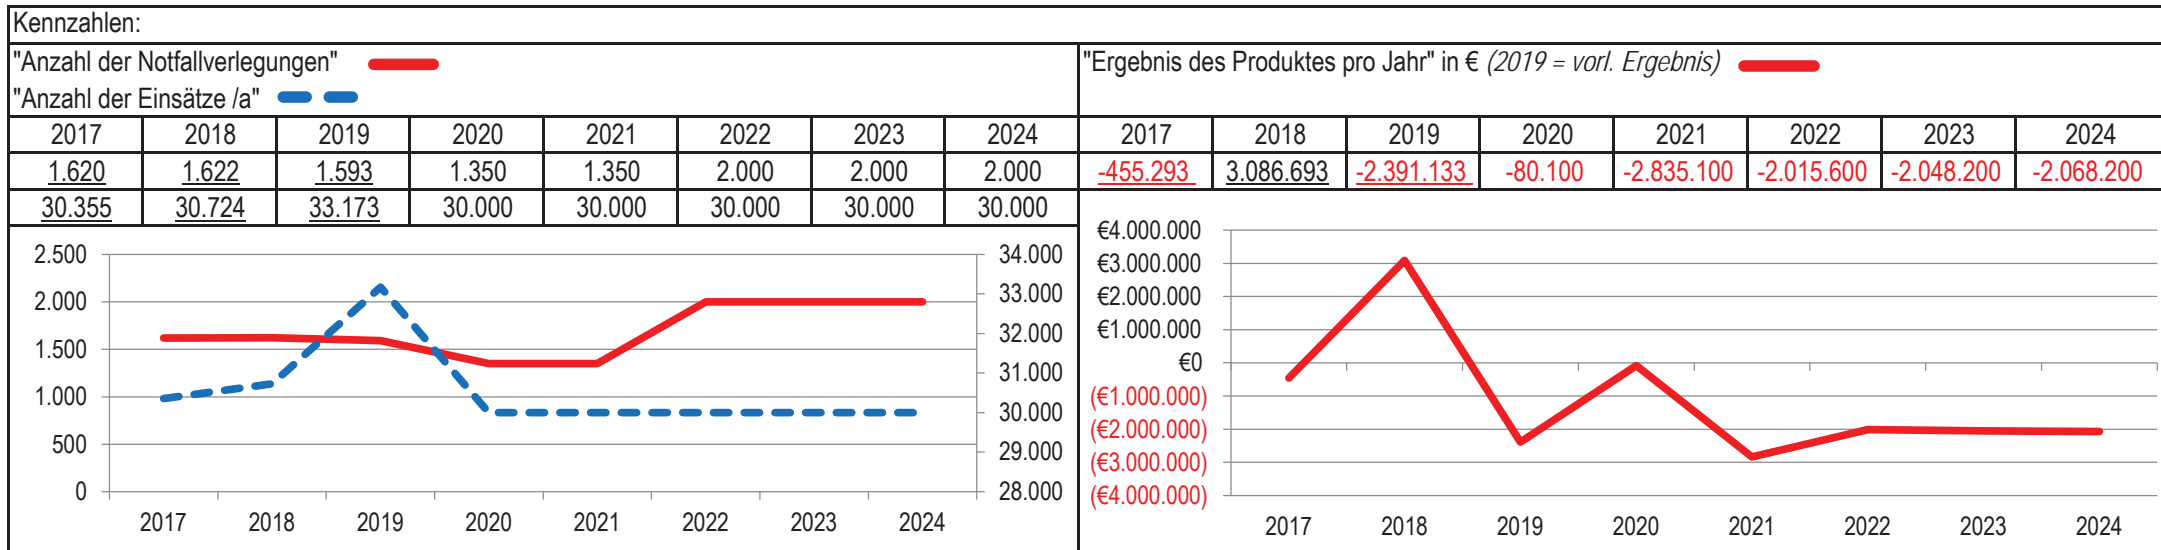 Kennzahlen:
"Anzahl der Notfallverlegungen"
"Anzahl der Einsätze /a"
"Ergebnis des Produktes pro Jahr" in € (2019 = vorl. Ergebnis)
2017 2018 2019 2020 2021 2022 2023 2024 2017 2018 2019 2020 2021 2022 2023 2024
1.620 1.622 1.593 1.350 1.350 2.000 2.000 2.000 -455.293 3.086.693 -2.391.133 -80.100 -2.835.100 -2.015.600 -2.048.200 -2.068.200
30.355 30.724 33.173 30.000 30.000 30.000 30.000 30.000
2.500
2.000
1.500
1.000
500
0
34.000
33.000
32.000
31.000
30.000
29.000
28.000
2017 2018 2019 2020 2021 2022 2023 2024
€4.000.000
€3.000.000
€2.000.000
€1.000.000
€0
(€1.000.000)
(€2.000.000)
(€3.000.000)
(€4.000.000)
2017 2018 2019 2020 2021 2022 2023 2024